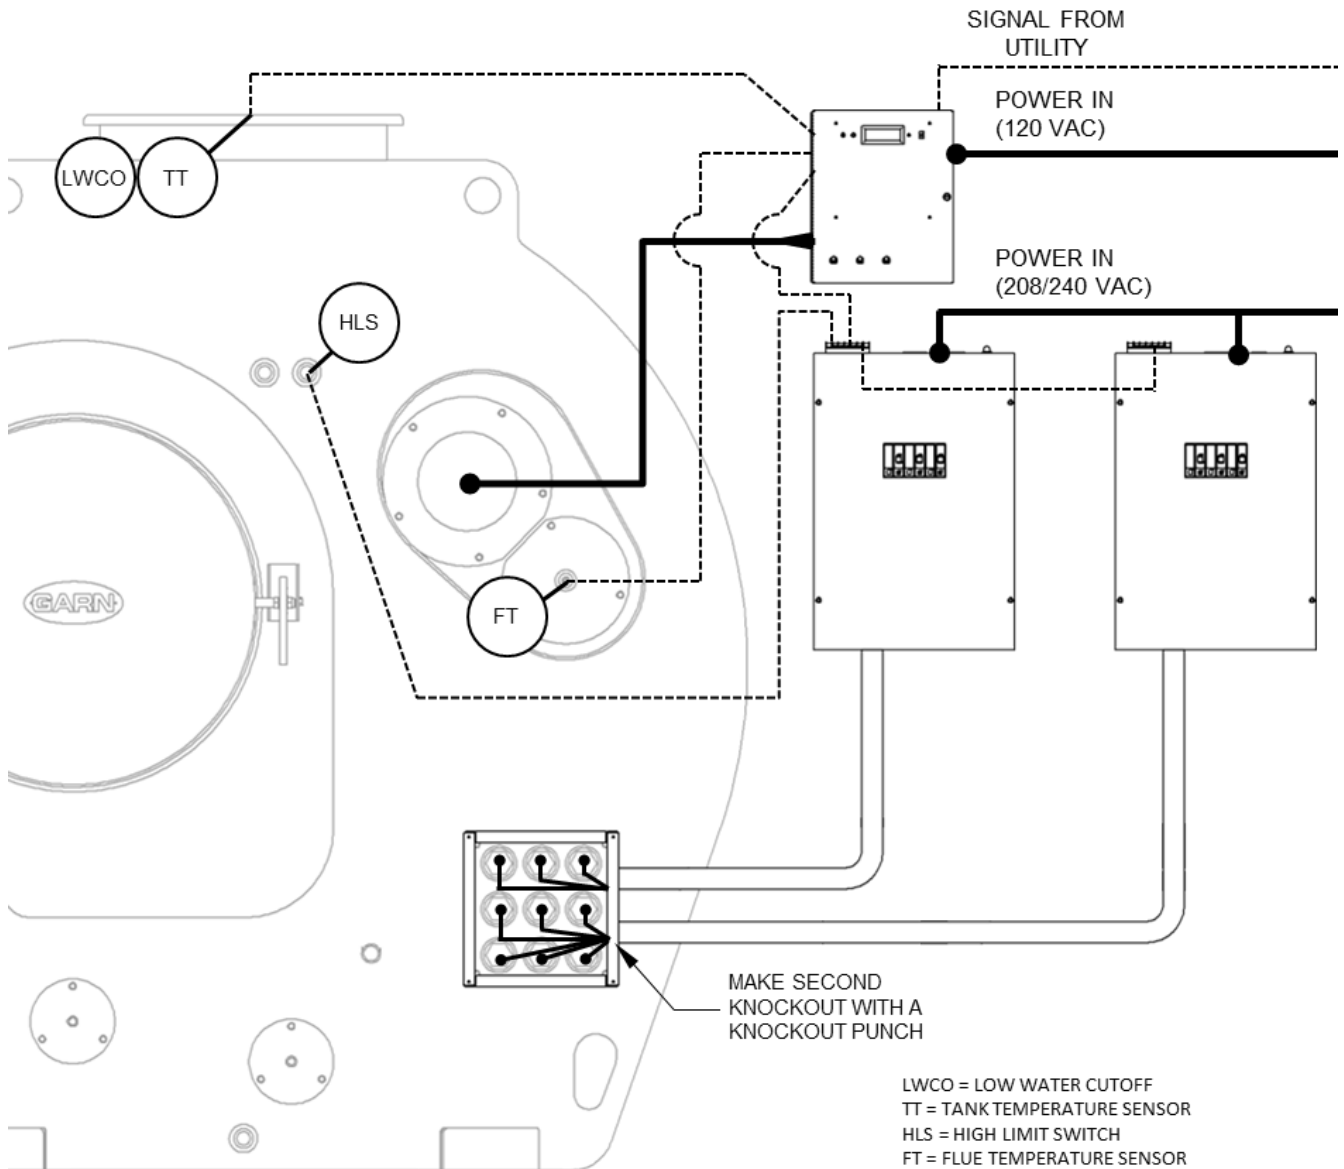 SIGNAL FROM
UTILITY
POWER IN
(120 VAC)
LWCO
TT
POWER IN
(208/240 VAC)
HLS
GARN
FT
MAKE SECOND
KNOCKOUT WITH A
KNOCKOUT PUNCH
LWCO = LOW WATER CUTOFF
TT = TANK TEMPERATURE SENSOR
HLS = HIGH LIMIT SWITCH
FT = FLUE TEMPERATURE SENSOR